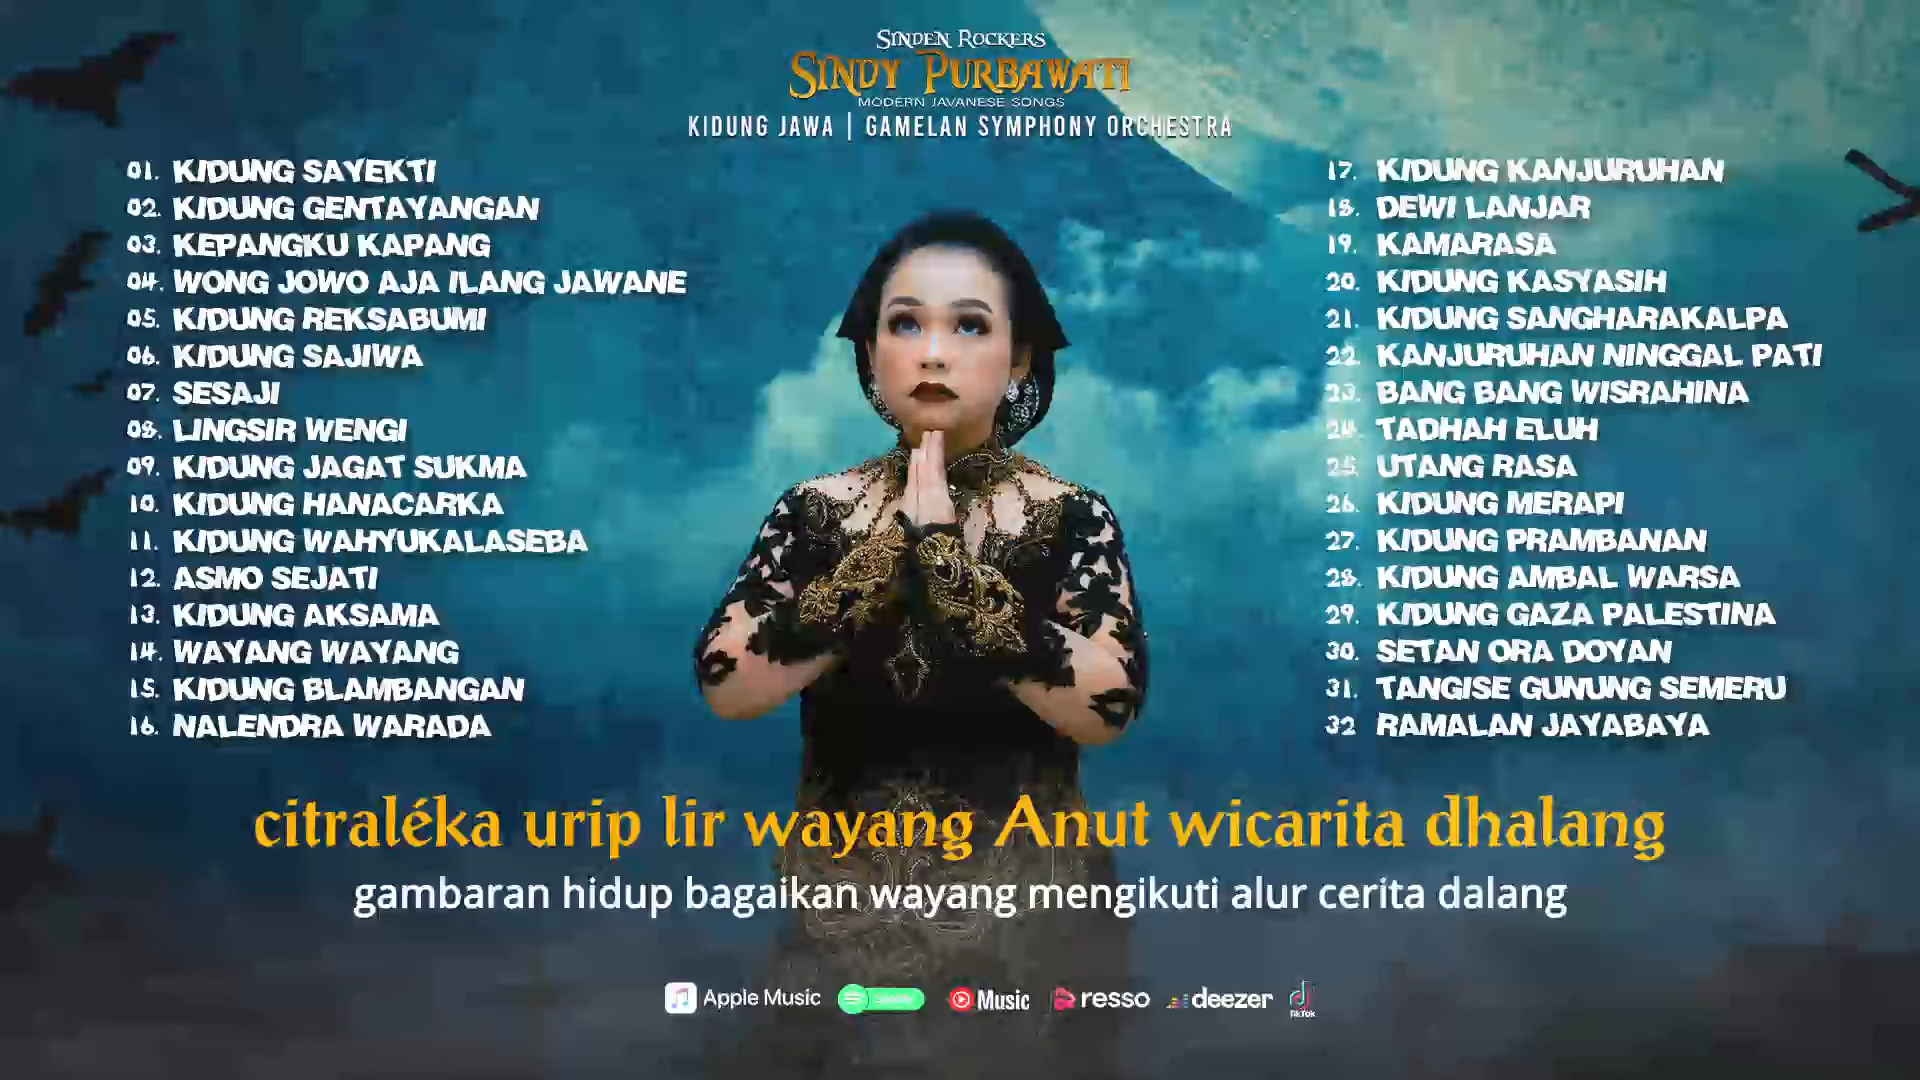 SINDEN ROCKERS
SINDY PURBAWATI
MODERN JAVANESE SONGS
KIDUNG JAWA | GAMELAN SYMPHONY ORCHESTRA
01. KIDUNG SAYEKTI
02. KIDUNG GENTAYANGAN
03. KEPANGKU KAPANG
04. WONG JOWO AJA ILANG JAWANE
05. KIDUNG REKSABUMI
06. KIDUNG SAJIWA
07. SESAJI
08. LINGSIR WENGI
09. KIDUNG JAGAT SUKMA
10. KIDUNG HANACARKA
11. KIDUNG WAHYUKALASEBA
12. ASMO SEJATI
13. KIDUNG AKSAMA
14. WAYANG WAYANG
15. KIDUNG BLAMBANGAN
16. NALENDRA WARADA
17. KIDUNG KANJURUHAN
18. DEWI LANJAR
19. KAMARASA
20. KIDUNG KASYASIH
21. KIDUNG SANGHARAKALPA
22. KANJURUHAN NINGGAL PATI
23. BANG BANG WISRAHINA
24. TADHAH ELUH
25. UTANG RASA
26. KIDUNG MERAPI
27. KIDUNG PRAMBANAN
28. KIDUNG AMBAL WARSA
29. KIDUNG GAZA PALESTINA
30. SETAN ORA DOYAN
31. TANGISE GUNUNG SEMERU
32 RAMALAN JAYABAYA
citraléka urip lir wayang Anut wicarita dhalang
gambaran hidup bagaikan wayang mengikuti alur cerita dalang
Apple Music Music resso deezer TikTok